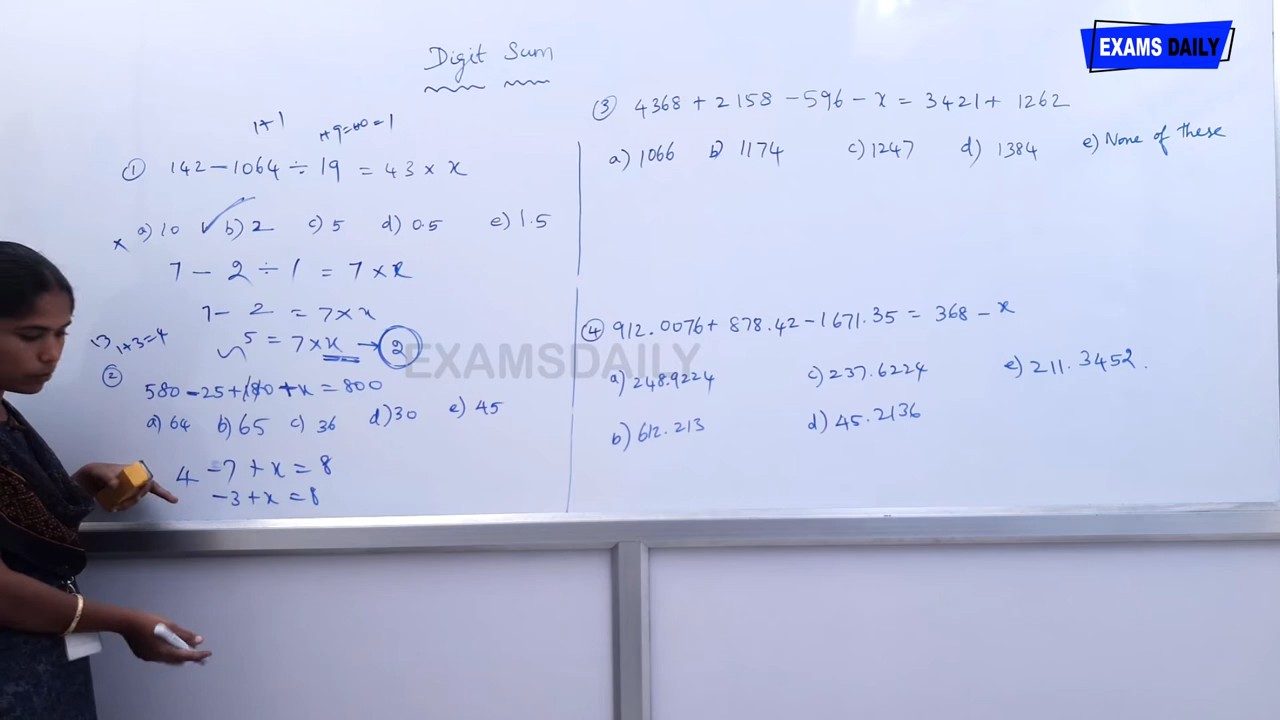 EXAMS DAILY
Digit Sum
1+1
1+9=10=1
① 142 - 1064 ÷ 19 = 43 × x
a) 10 b) 2 c) 5 d) 0.5 e) 1.5
7 - 2 ÷ 1 = 7 × x
7 - 2 = 7 × x
5 = 7 × x → 2
13, 1+3=4
② 580 - 25 + 180 + x = 800
a) 64 b) 65 c) 36 d) 30 e) 45
4 - 7 + x = 8
-3 + x = 8
③ 4368 + 2158 - 596 - x = 3421 + 1262
a) 1066 b) 1174 c) 1247 d) 1384 e) None of these
④ 912.0076 + 878.42 - 1671.35 = 368 - x
a) 248.9224 c) 237.6224 e) 211.3452.
b) 612.213 d) 45.2136
EXAMSDAILY